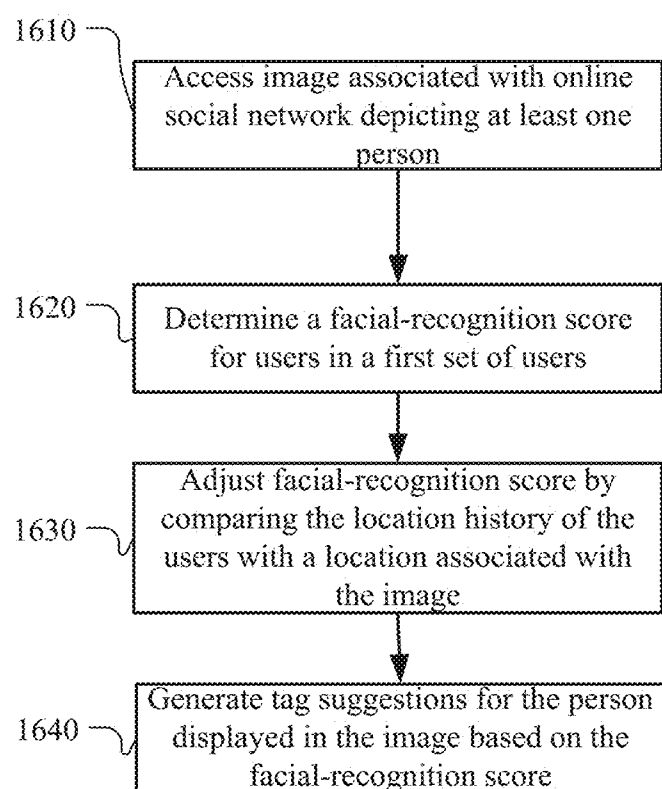 1610
Access image associated with online
social network depicting at least one
person
1620
Determine a facial-recognition score
for users in a first set of users
1630
Adjust facial-recognition score by
comparing the location history of the
users with a location associated with
the image
1640
Generate tag suggestions for the person
displayed in the image based on the
facial-recognition score